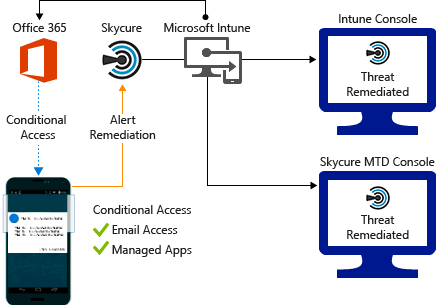 Office 365
Skycure
Microsoft Intune
Intune Console
Threat
Remediated
Conditional
Access
Alert
Remediation
Skycure MTD Console
Threat
Remediated
Conditional Access
Email Access
Managed Apps